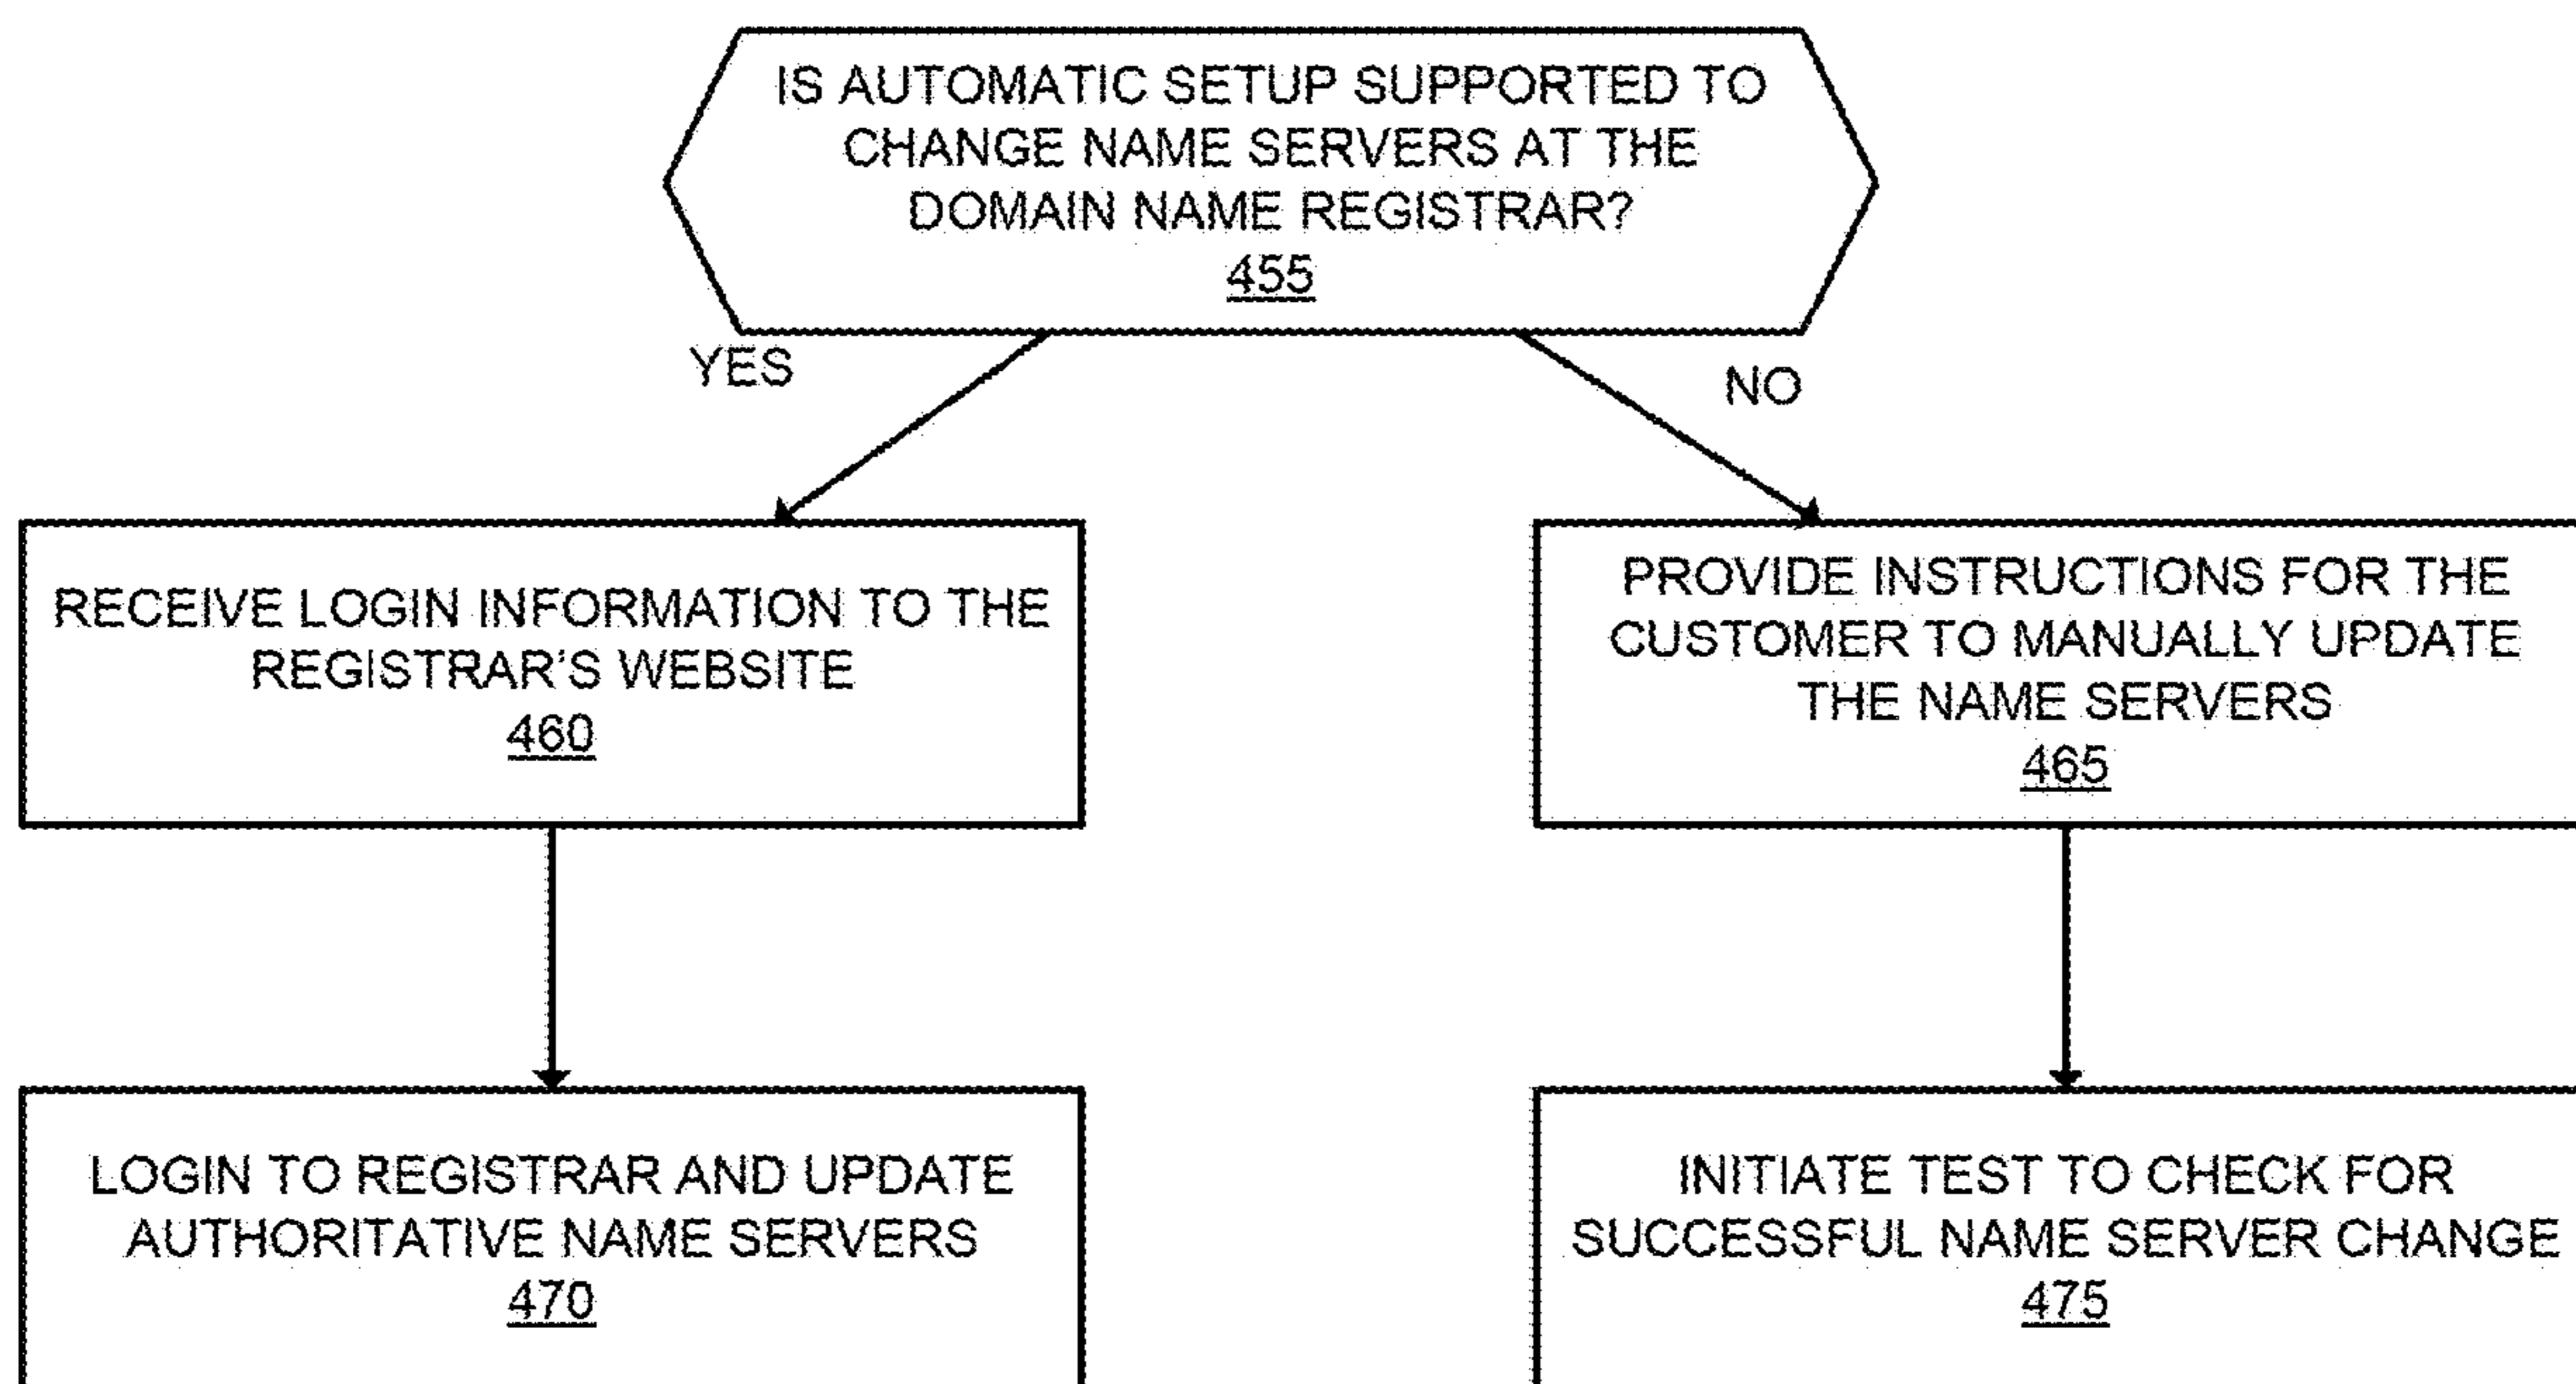 IS AUTOMATIC SETUP SUPPORTED TO
CHANGE NAME SERVERS AT THE
DOMAIN NAME REGISTRAR?
455
YES
NO
RECEIVE LOGIN INFORMATION TO THE
REGISTRAR'S WEBSITE
460
PROVIDE INSTRUCTIONS FOR THE
CUSTOMER TO MANUALLY UPDATE
THE NAME SERVERS
465
LOGIN TO REGISTRAR AND UPDATE
AUTHORITATIVE NAME SERVERS
470
INITIATE TEST TO CHECK FOR
SUCCESSFUL NAME SERVER CHANGE
475